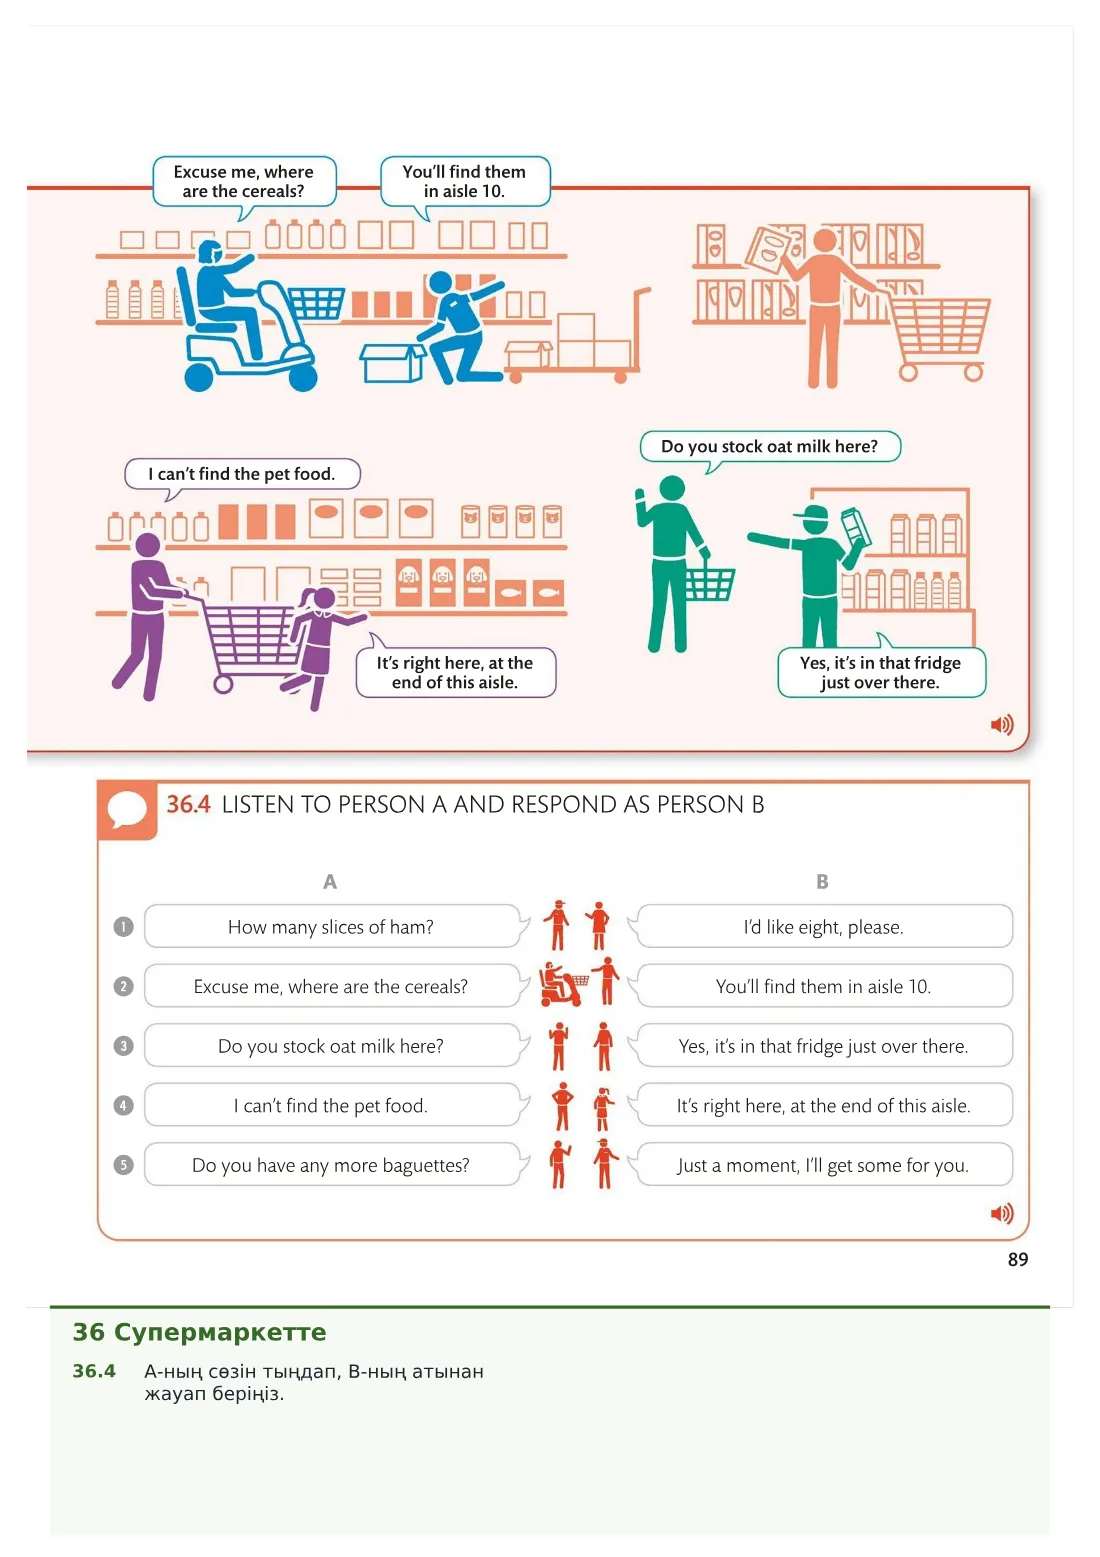 Excuse me, where
are the cereals?
You'll find them
in aisle 10.
I can't find the pet food.
It's right here, at the
end of this aisle.
Do you stock oat milk here?
Yes, it's in that fridge
just over there.
36.4 LISTEN TO PERSON A AND RESPOND AS PERSON B
A B
1 How many slices of ham? I'd like eight, please.
2 Excuse me, where are the cereals? You'll find them in aisle 10.
3 Do you stock oat milk here? Yes, it's in that fridge just over there.
4 I can't find the pet food. It's right here, at the end of this aisle.
5 Do you have any more baguettes? Just a moment, I'll get some for you.
89
36 Супермаркетте
36.4 А-ның сөзін тыңдап, В-ның атынан
жауап беріңіз.